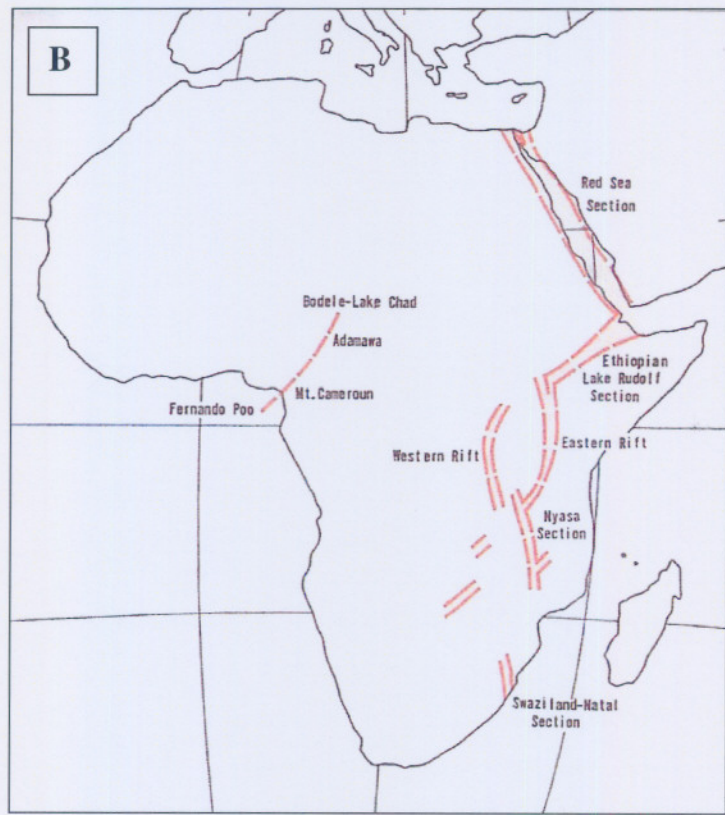 B
Red Sea
Section
Bodele-Lake Chad
Adamawa
Ethiopian
Lake Rudolf
Section
Mt.Cameroun
Fernando Poo
Western Rift
Eastern Rift
Nyasa
Section
Swaziland-Natal
Section